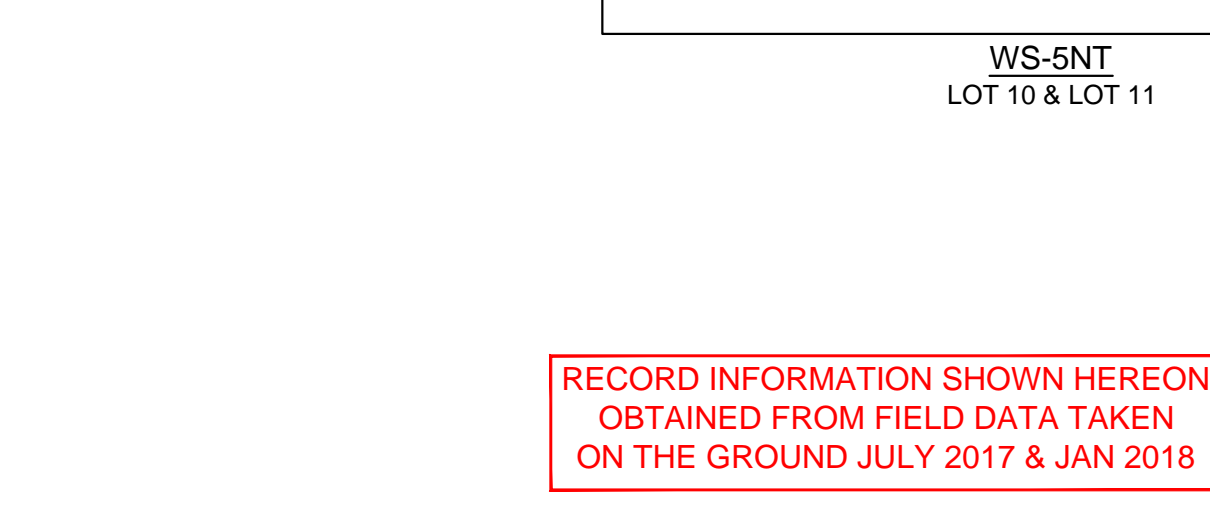 WS-5NT
LOT 10 & LOT 11
RECORD INFORMATION SHOWN HEREON
OBTAINED FROM FIELD DATA TAKEN
ON THE GROUND JULY 2017 & JAN 2018